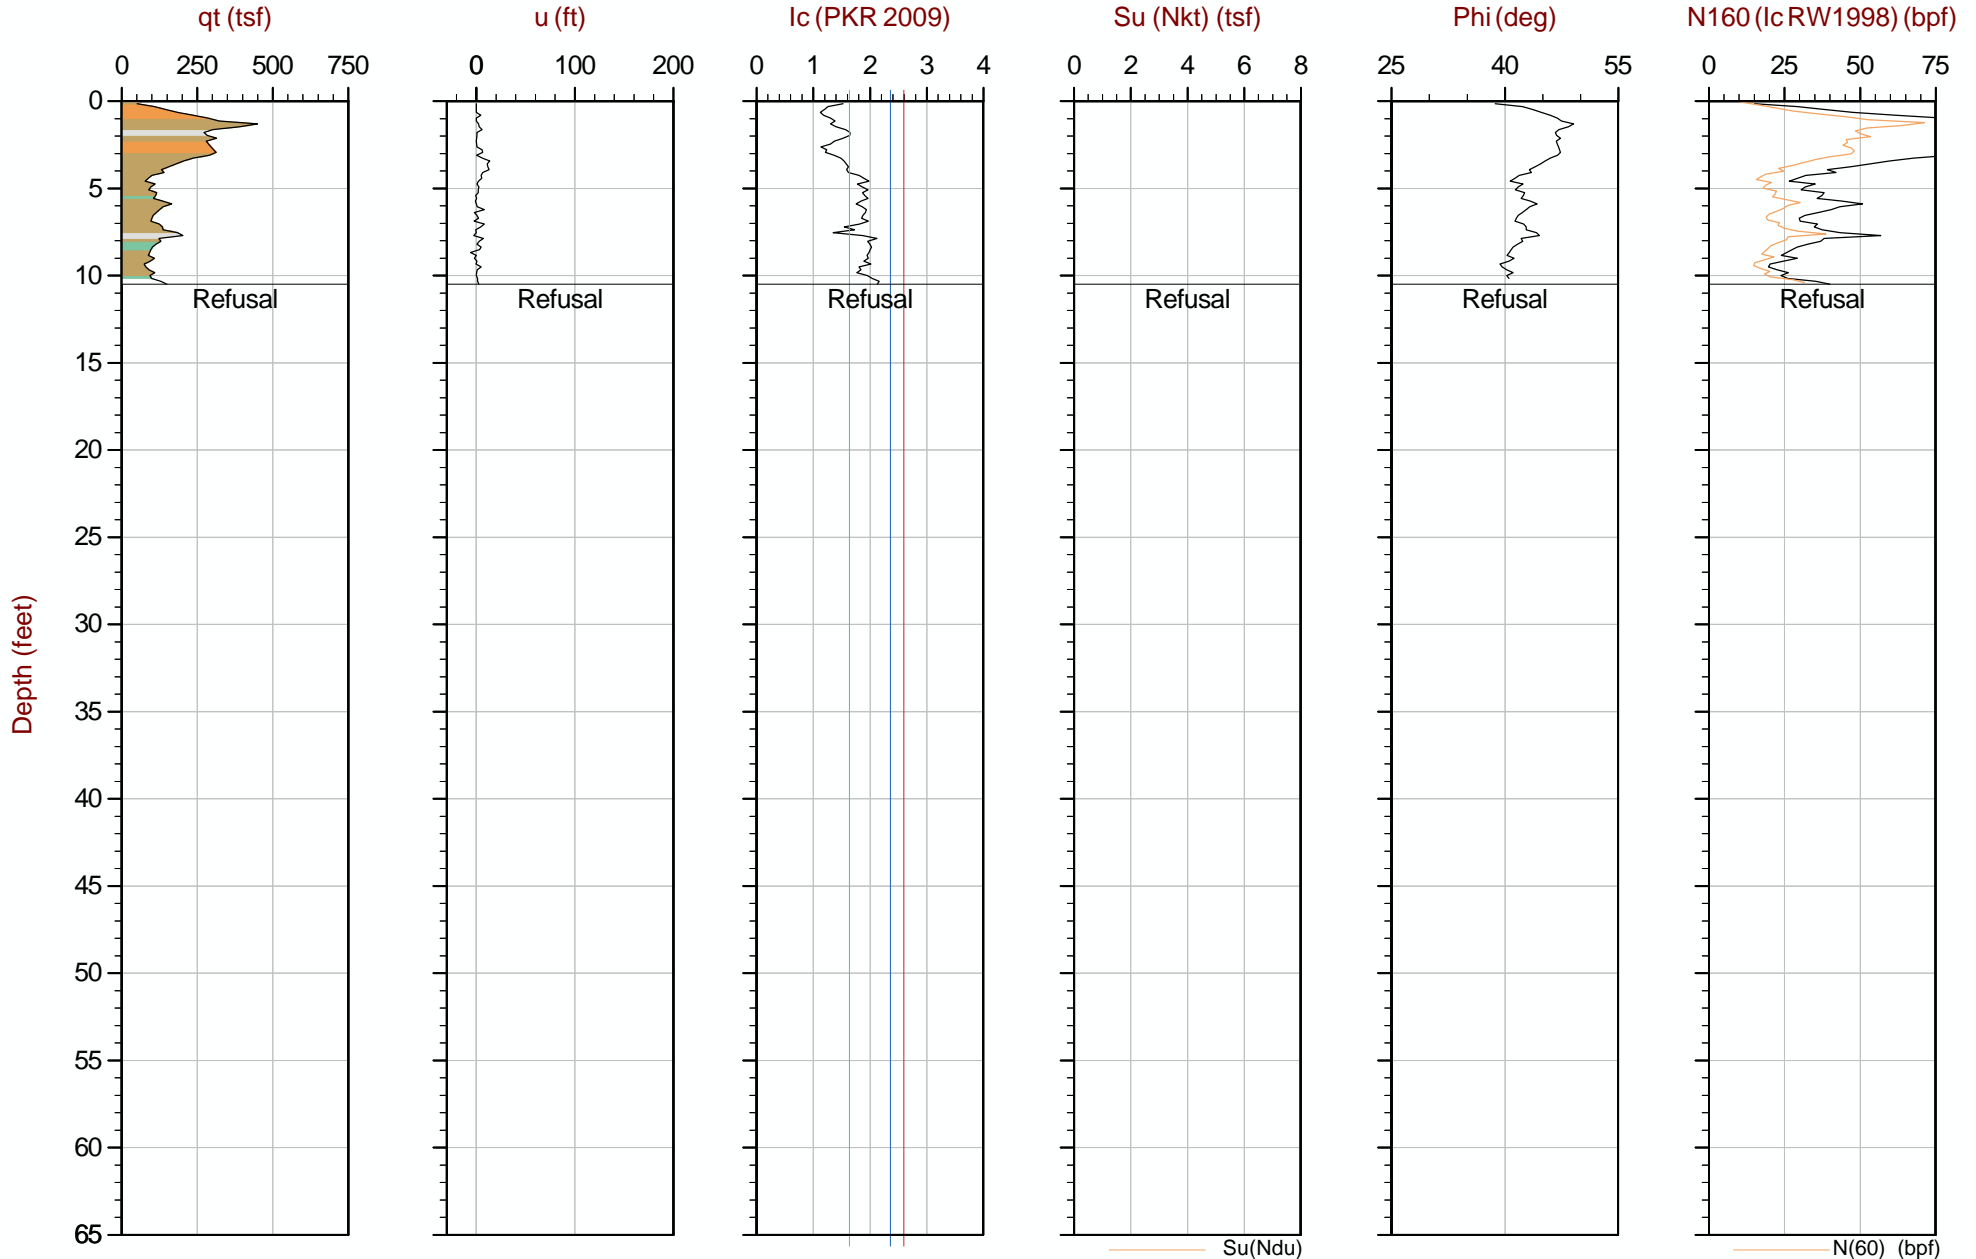 qt (tsf) u (ft) Ic (PKR 2009) Su (Nkt) (tsf) Phi (deg) N160 (Ic RW1998) (bpf)
0 250 500 750 0 100 200 0 1 2 3 4 0 2 4 6 8 25 40 55 0 25 50 75
0
5
10
Refusal Refusal Refusal Refusal Refusal Refusal
15
20
25
30
Depth (feet)
35
40
45
50
55
60
65
Su(Ndu) N(60) (bpf)